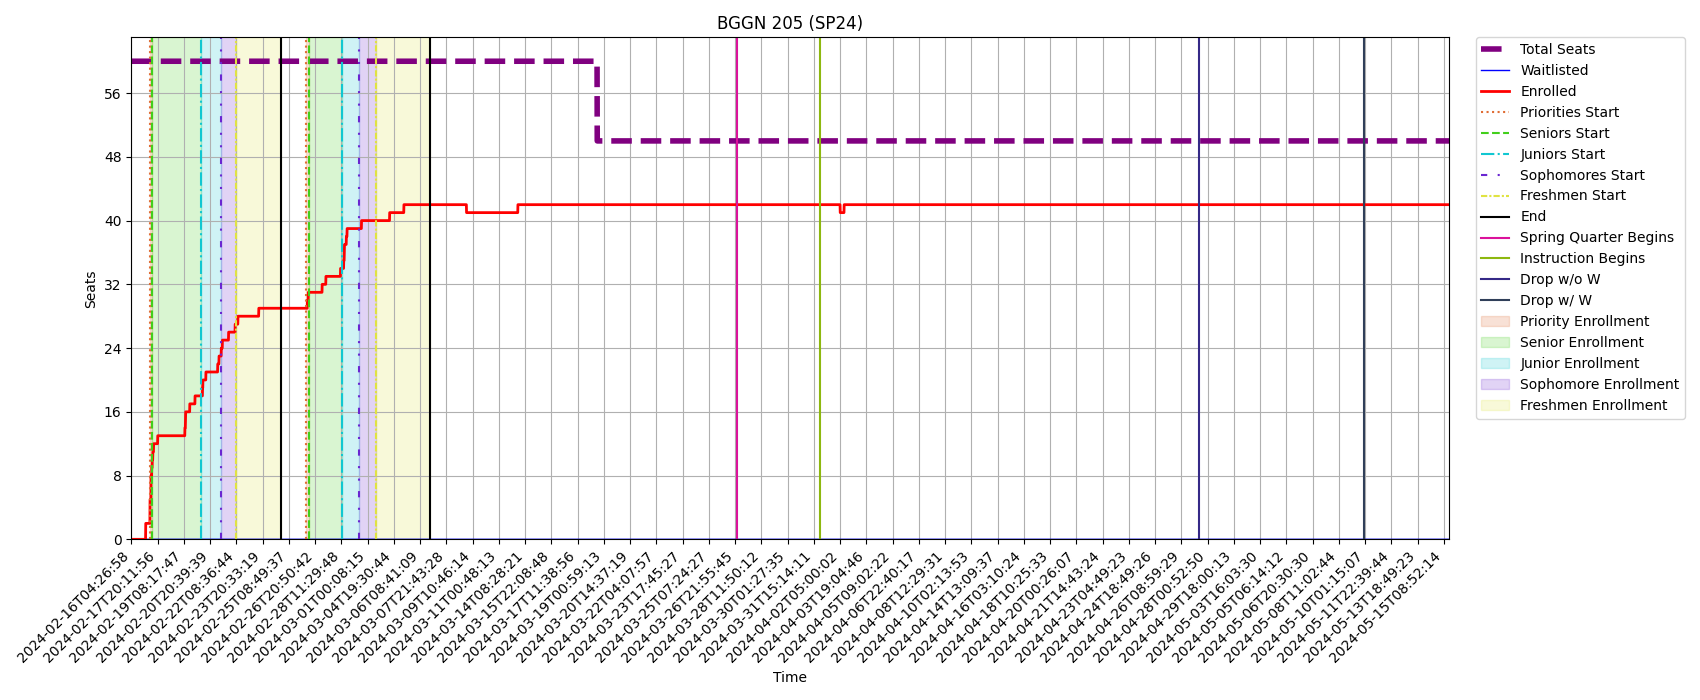 BGGN 205 (SP24)
Seats
56
48
40
32
24
16
8
0
2024-02-16T04:26:58
2024-02-17T20:11:56
2024-02-19T08:17:47
2024-02-20T20:39:39
2024-02-22T08:36:44
2024-02-23T20:33:19
2024-02-25T08:49:37
2024-02-26T20:50:42
2024-02-28T11:29:48
2024-03-01T00:08:15
2024-03-04T19:30:44
2024-03-06T08:41:09
2024-03-07T21:43:28
2024-03-11T00:48:13
2024-03-14T08:28:21
2024-03-15T22:08:48
2024-03-17T11:38:56
2024-03-19T00:59:13
2024-03-20T14:37:19
2024-03-22T04:07:57
2024-03-23T17:45:27
2024-03-25T07:24:27
2024-03-26T21:55:45
2024-03-28T11:50:12
2024-03-30T01:27:35
2024-03-31T15:14:11
2024-04-02T05:00:02
2024-04-03T19:04:46
2024-04-05T09:02:22
2024-04-06T22:40:17
2024-04-08T12:29:31
2024-04-10T02:13:53
2024-04-14T13:09:37
2024-04-16T03:10:24
2024-04-18T10:25:33
2024-04-20T00:26:07
2024-04-21T14:43:24
2024-04-23T04:49:23
2024-04-24T18:49:26
2024-04-26T08:59:29
2024-04-28T00:52:50
2024-04-29T18:00:13
2024-05-03T16:03:30
2024-05-05T06:14:12
2024-05-06T20:30:30
2024-05-08T11:02:44
2024-05-10T01:15:07
2024-05-11T22:39:44
2024-05-13T18:49:23
2024-05-15T08:52:14
Time
Total Seats
Waitlisted
Enrolled
Priorities Start
Seniors Start
Juniors Start
Sophomores Start
Freshmen Start
End
Spring Quarter Begins
Instruction Begins
Drop w/o W
Drop w/ W
Priority Enrollment
Senior Enrollment
Junior Enrollment
Sophomore Enrollment
Freshmen Enrollment